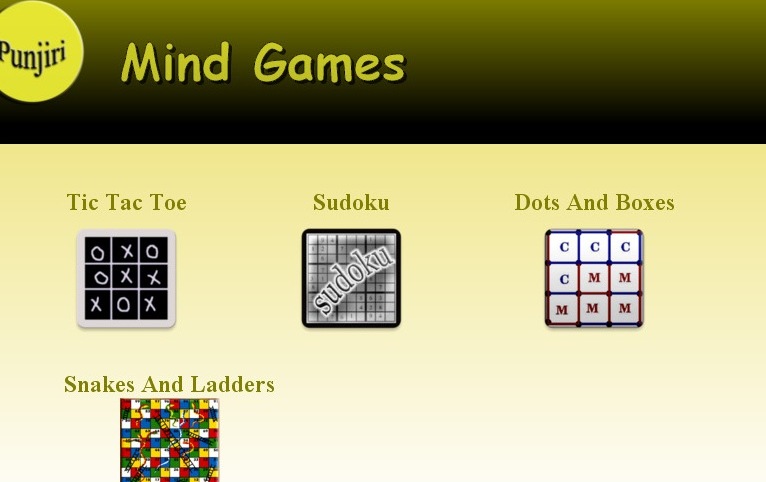 Punjiri
Mind Games
Tic Tac Toe
Sudoku
Dots And Boxes
O X O
O X X
X O X
sudoku
C C C
C M M
M M M
Snakes And Ladders